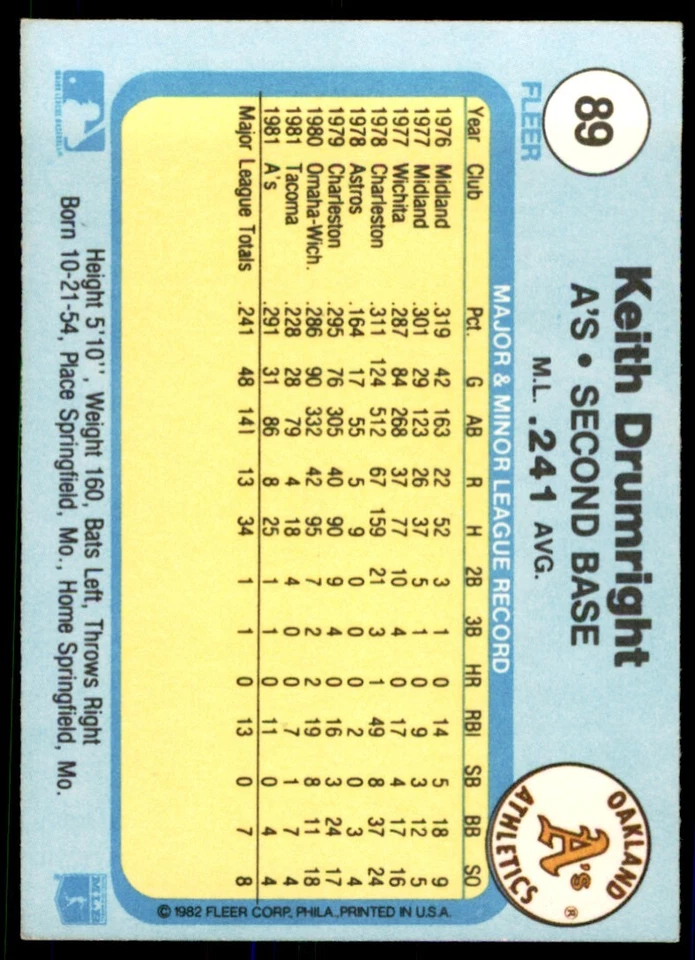 89
FLEER
Keith Drumright
A'S • SECOND BASE
M.L. .241 AVG.
OAKLAND
A's
ATHLETICS
®
MAJOR & MINOR LEAGUE RECORD
Year Club Pct. G AB R H 2B 3B HR RBI SB BB SO
1976 Midland .319 42 163 22 52 3 1 0 14 5 18 9
1977 Midland .301 29 123 26 37 5 1 0 9 3 12 5
1977 Wichita .287 84 268 37 77 10 4 0 17 4 17 16
1978 Charleston .311 124 512 67 159 21 3 1 49 8 37 24
1978 Astros .164 17 55 5 9 0 0 0 2 0 3 4
1979 Charleston .295 76 305 40 90 9 4 0 16 3 24 17
1980 Omaha-Wich. .286 90 332 42 95 7 2 2 19 8 11 18
1981 Tacoma .228 28 79 4 18 4 0 0 7 1 7 4
1981 A's .291 31 86 8 25 1 1 0 11 0 4 4
Major League Totals .241 48 141 13 34 1 1 0 13 0 7 8
© 1982 FLEER CORP., PHILA., PRINTED IN U.S.A.
MAJOR LEAGUE BASEBALL
Height 5'10", Weight 160, Bats Left, Throws Right
Born 10-21-54, Place Springfield, Mo., Home Springfield, Mo.